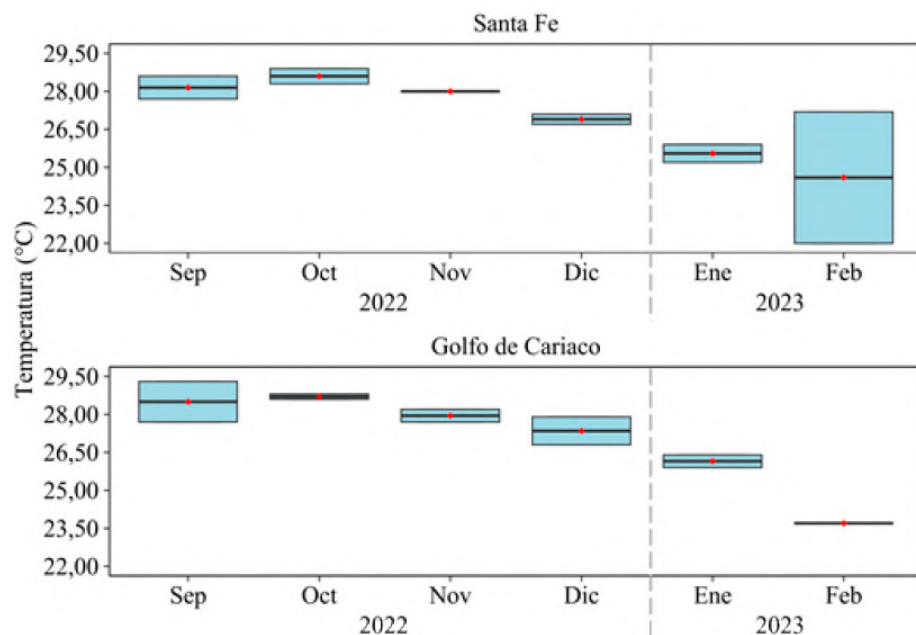 Santa Fe
29,50
28,00
26,50
25,00
23,50
22,00
Sep Oct Nov Dic Ene Feb
2022 2023
Temperatura (°C)
Golfo de Cariaco
29,50
28,00
26,50
25,00
23,50
22,00
Sep Oct Nov Dic Ene Feb
2022 2023